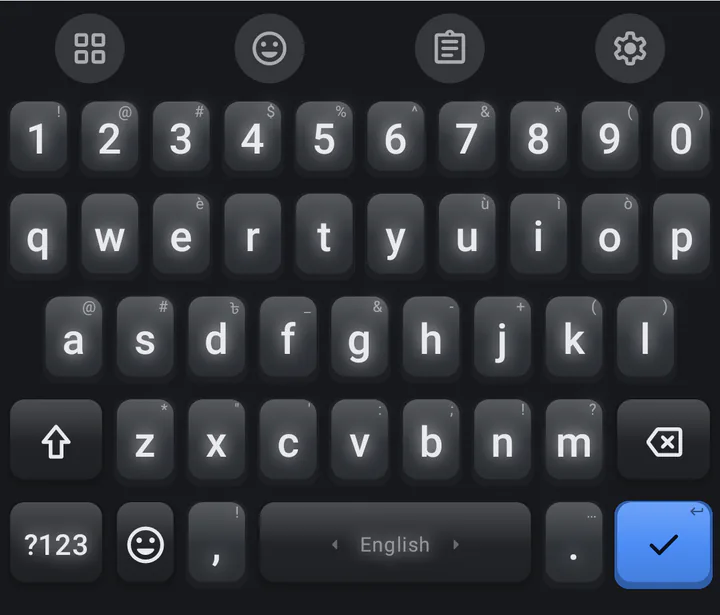 ! @ # $ % ^ & * ( )
1 2 3 4 5 6 7 8 9 0
è ù ì ò
q w e r t y u i o p
@ # _ & - + ( )
a s d f g h j k l
* " ' : ; ! ?
z x c v b n m
! ...
?123 , English .